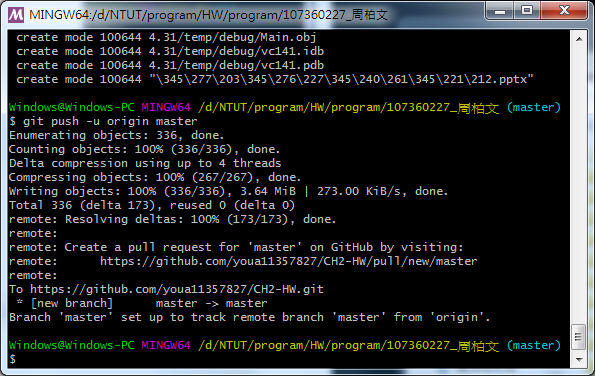 MINGW64:/d/NTUT/program/HW/program/107360227_周柏文
create mode 100644 4.31/temp/debug/Main.obj
create mode 100644 4.31/temp/debug/vc141.idb
create mode 100644 4.31/temp/debug/vc141.pdb
create mode 100644 "\345\277\203\345\276\227\345\240\261\345\221\212.pptx"
Windows@Windows-PC MINGW64 /d/NTUT/program/HW/program/107360227_周柏文 (master)
$ git push -u origin master
Enumerating objects: 336, done.
Counting objects: 100% (336/336), done.
Delta compression using up to 4 threads
Compressing objects: 100% (267/267), done.
Writing objects: 100% (336/336), 3.64 MiB | 273.00 KiB/s, done.
Total 336 (delta 173), reused 0 (delta 0)
remote: Resolving deltas: 100% (173/173), done.
remote:
remote: Create a pull request for 'master' on GitHub by visiting:
remote:      https://github.com/youa11357827/CH2-HW/pull/new/master
remote:
To https://github.com/youa11357827/CH2-HW.git
 * [new branch]      master -> master
Branch 'master' set up to track remote branch 'master' from 'origin'.
Windows@Windows-PC MINGW64 /d/NTUT/program/HW/program/107360227_周柏文 (master)
$